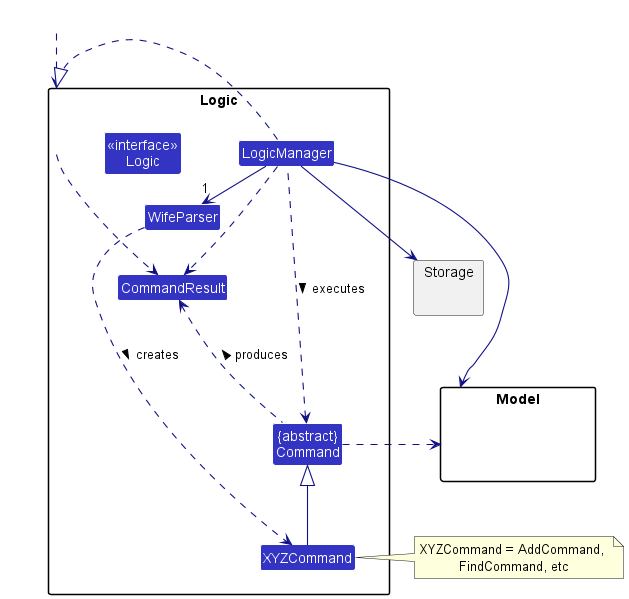 Logic
«interface»
Logic
LogicManager
1
WifeParser
Storage
CommandResult
executes
creates
produces
Model
{abstract}
Command
XYZCommand
XYZCommand = AddCommand,
FindCommand, etc